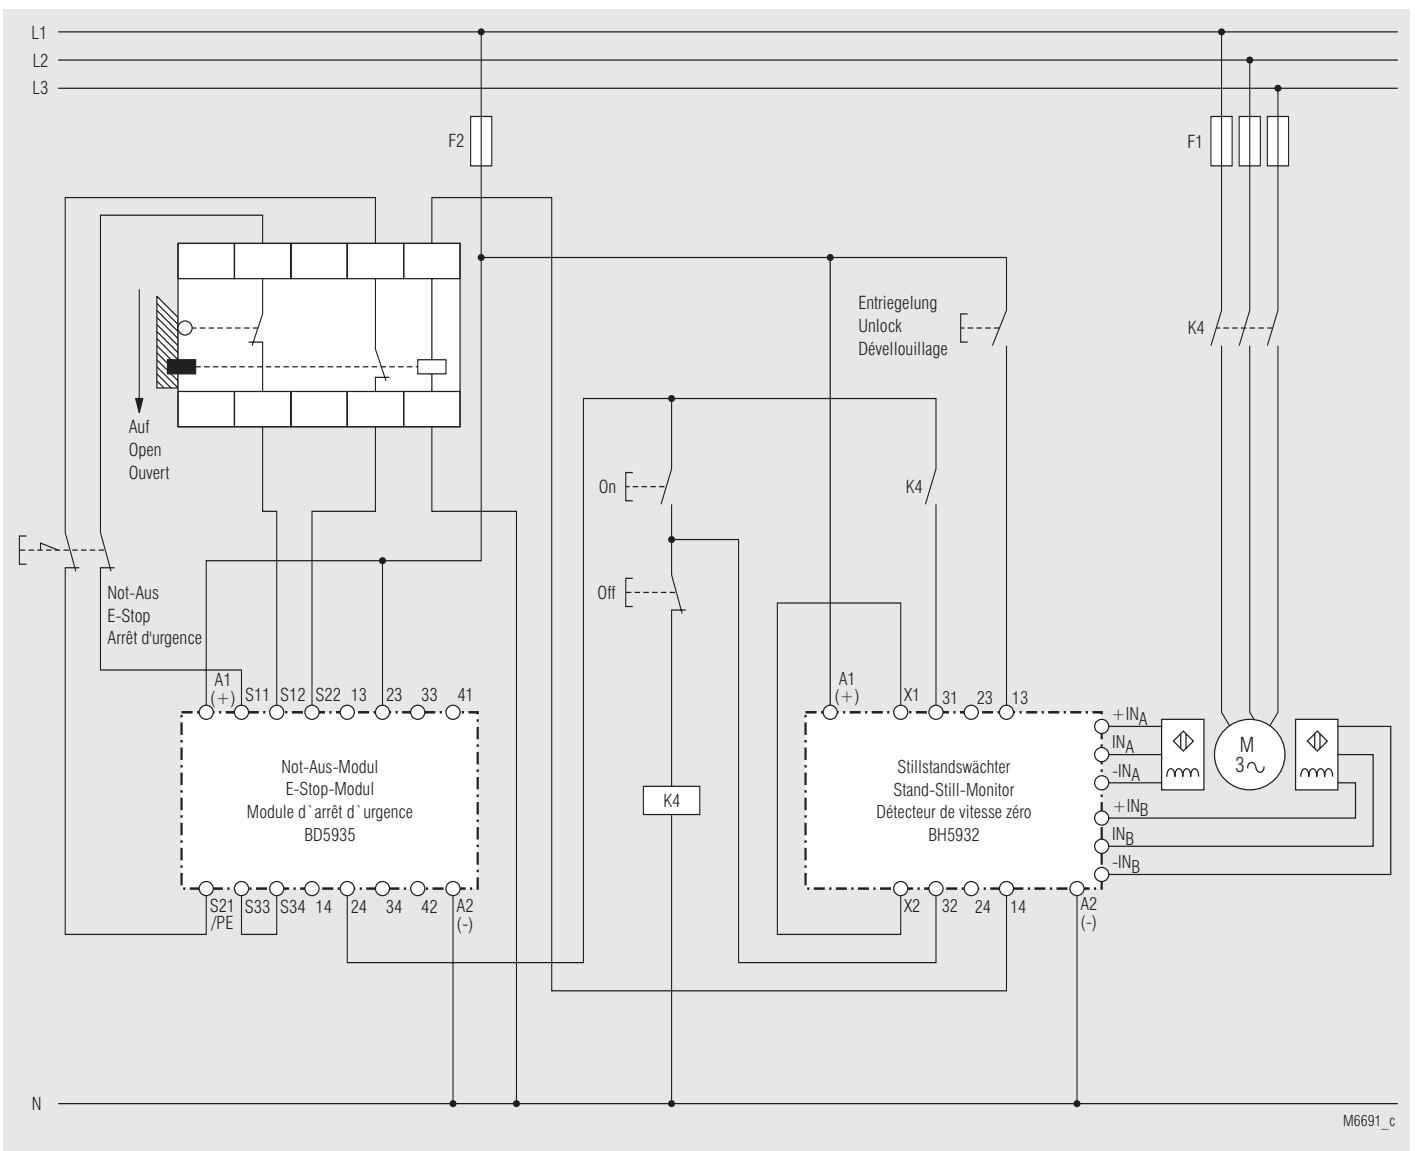 L1
L2
L3
F2
F1
Entriegelung
Unlock
Dévellouillage
K4
Auf
Open
Ouvert
On
K4
Off
Not-Aus
E-Stop
Arrêt d'urgence
A1
(+)
S11
S12
S22
13
23
33
41
A1
(+)
X1
31
23
13
Not-Aus-Modul
E-Stop-Modul
Module d`arrêt d`urgence
BD5935
K4
Stillstandswächter
Stand-Still-Monitor
Détecteur de vitesse zéro
BH5932
+INA
INA
-INA
+INB
INB
-INB
M
3∿
S21
/PE
S33
S34
14
24
34
42
A2
(-)
X2
32
24
14
A2
(-)
N
M6691_c